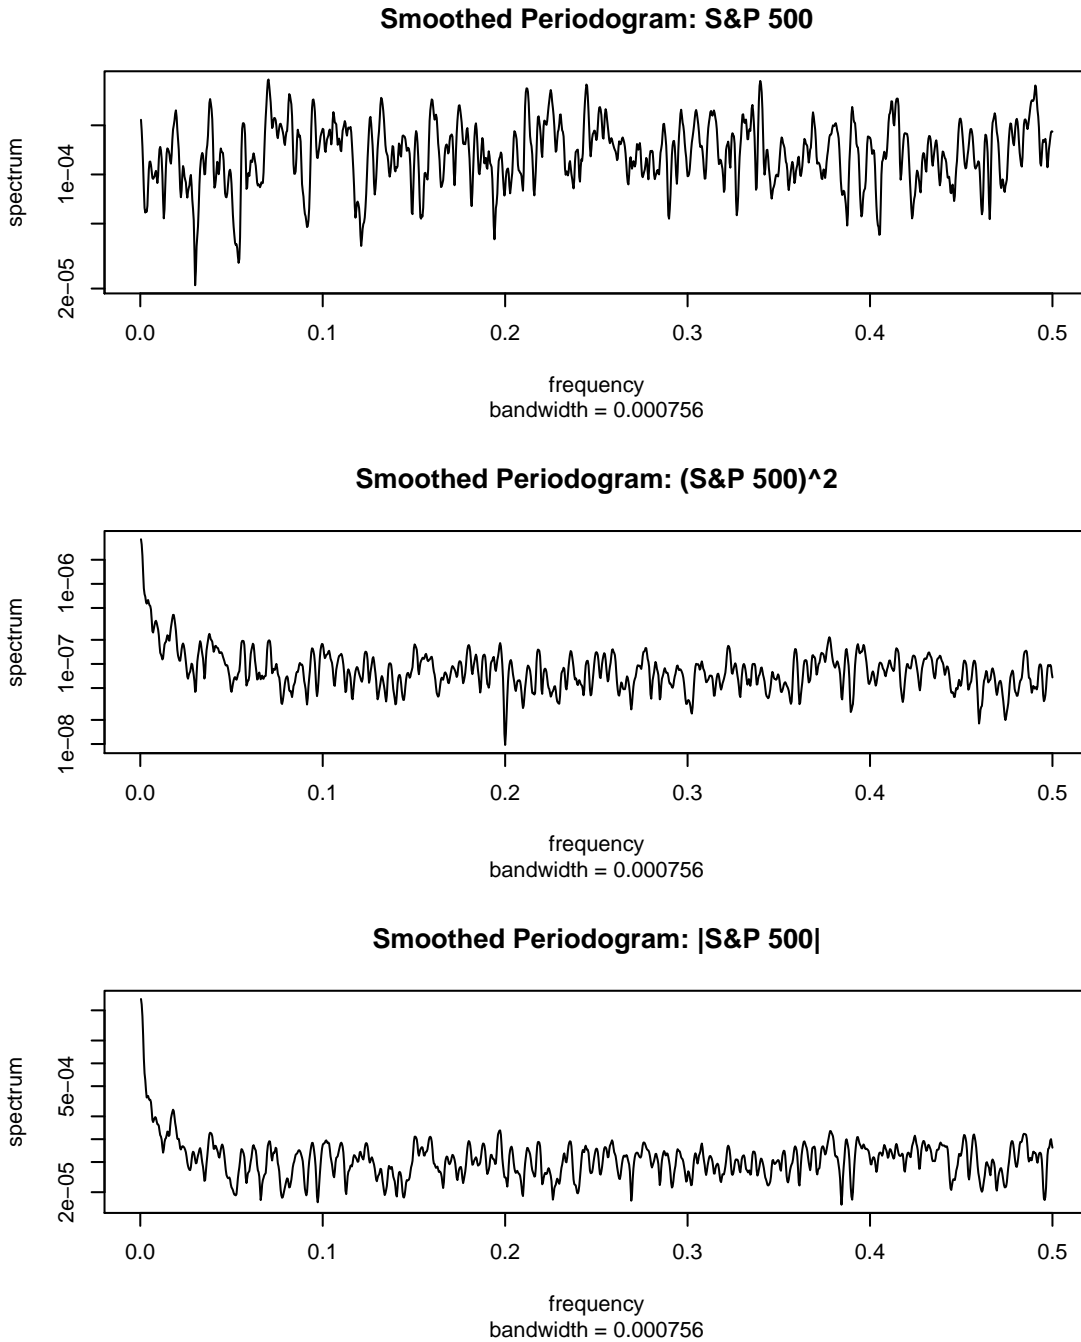 Smoothed Periodogram: S&P 500
spectrum
1e−04
2e−05
0.0 0.1 0.2 0.3 0.4 0.5
frequency
bandwidth = 0.000756
Smoothed Periodogram: (S&P 500)^2
spectrum
1e−06
1e−07
1e−07
1e−08
0.0 0.1 0.2 0.3 0.4 0.5
frequency
bandwidth = 0.000756
Smoothed Periodogram: |S&P 500|
spectrum
5e−04
2e−05
0.0 0.1 0.2 0.3 0.4 0.5
frequency
bandwidth = 0.000756